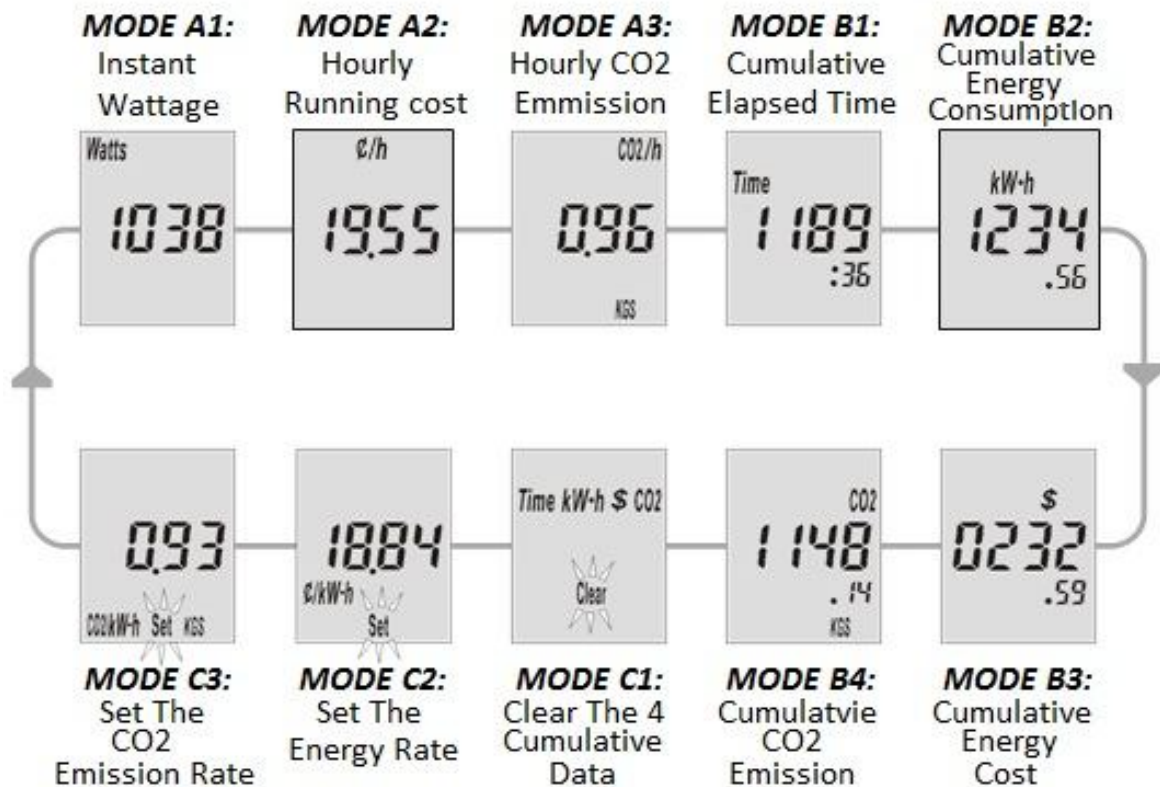 MODE A1:
Instant
Wattage
MODE A2:
Hourly
Running cost
MODE A3:
Hourly CO2
Emmission
MODE B1:
Cumulative
Elapsed Time
MODE B2:
Cumulative
Energy
Consumption
Watts
1038
₡/h
19.55
CO2/h
0.96
KGS
Time
1189
:36
kW·h
1234
.56
0.93
CO2/kW·h Set KGS
18.84
₡/kW·h
Set
Time kW·h $ CO2
Clear
CO2
1148
.14
KGS
$
0232
.59
MODE C3:
Set The
CO2
Emission Rate
MODE C2:
Set The
Energy Rate
MODE C1:
Clear The 4
Cumulative
Data
MODE B4:
Cumulatvie
CO2
Emission
MODE B3:
Cumulative
Energy
Cost